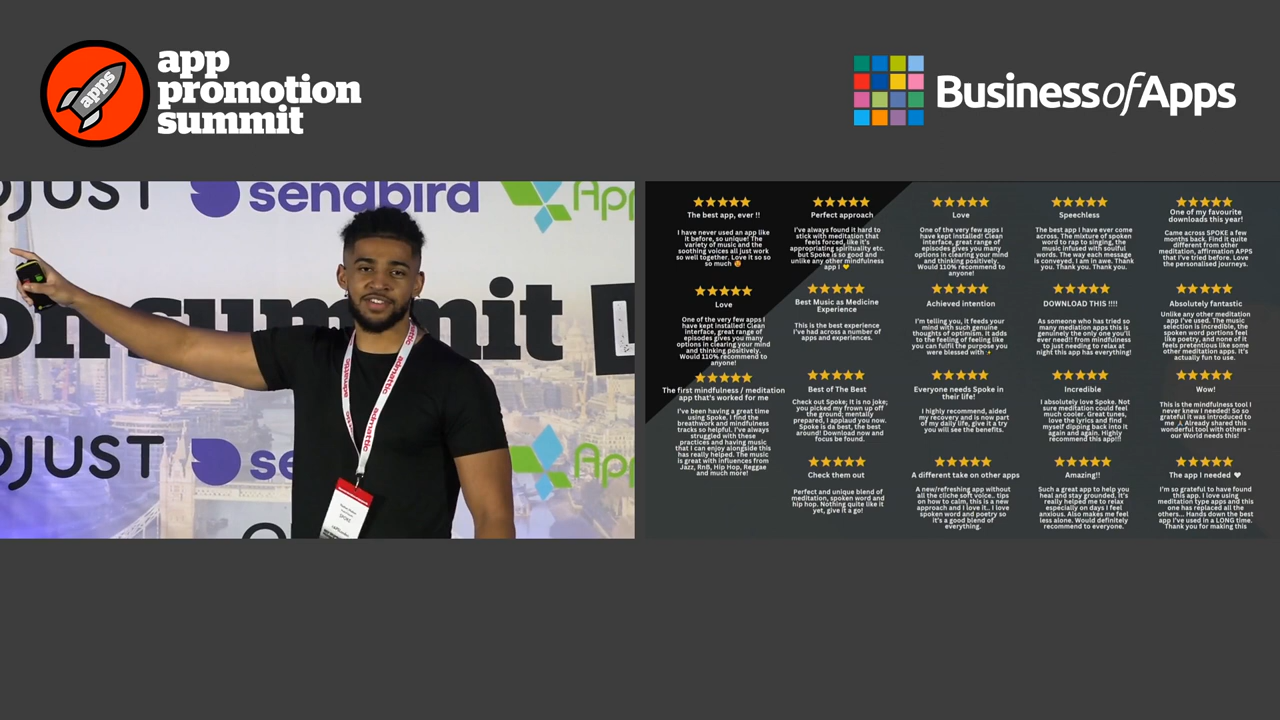 app
promotion
summit
apps
BusinessofApps
DJUST
sendbird
App
on summit
DJUST
se
App
SPOKE
admattic
The best app, ever !!
I have never used an app like
it before, so unique! The
variety of music and the
soothing voices all just work
so well together. Love it so so
so much 🥰
Love
One of the very few apps I
have kept installed! Clean
interface, great range of
episodes gives you many
options in clearing your mind
and thinking positively.
Would 110% recommend to
anyone!
The first mindfulness / meditation
app that's worked for me
I've been having a great time
using Spoke. I find the
breathwork and mindfulness
tracks so helpful. I've always
struggled with these
practices and having music
that I can enjoy alongside this
has really helped. The music
is great with influences from
Jazz, RnB, Hip Hop, Reggae
and much more!
Perfect approach
I've always found it hard to
stick with meditation that
feels forced, like it's
appropriating spirituality etc.
but Spoke is so good and
unlike any other mindfulness
app ! 💛
Best Music as Medicine
Experience
This is the best experience
I've had across a number of
apps and experiences.
Best of The Best
Check out Spoke; It is no joke;
you picked my frown up off
the ground; mentally
prepared, I applaud you now.
Spoke is da best, the best
around! Download now and
focus be found.
Check them out
Perfect and unique blend of
meditation, spoken word and
hip hop. Nothing quite like it
yet, give it a go!
Love
One of the very few apps I
have kept installed! Clean
interface, great range of
episodes gives you many
options in clearing your mind
and thinking positively.
Would 110% recommend to
anyone!
Achieved intention
I'm telling you, it feeds your
mind with such genuine
thoughts of optimism. It adds
to the feeling of feeling like
you can fulfil the purpose you
were blessed with ✨
Everyone needs Spoke in
their life!
I highly recommend, aided
my recovery and is now part
of my daily life, give it a try
you will see the benefits.
A different take on other apps
A new/refreshing app without
all the cliche soft voice.. tips
on how to calm, this is a new
approach and I love it.. I love
spoken word and poetry so
it's a good blend of
everything.
Speechless
The best app I have ever come
across. The mixture of spoken
word to rap to singing, the
music infused with soulful
words. The way each message
is conveyed. I am in awe. Thank
you. Thank you. Thank you.
DOWNLOAD THIS !!!!
As someone who has tried so
many mediation apps this is
genuinely the only one you'll
ever need!! from mindfulness
to just needing to relax at
night this app has everything!
Incredible
I absolutely love Spoke. Not
sure meditation could feel
much cooler. Great tunes,
love the lyrics and find
myself dipping back into it
again and again. Highly
recommend this app!!!
Amazing!!
Such a great app to help you
heal and stay grounded. It's
really helped me to relax
especially on days I feel
anxious. Also makes me feel
less alone. Would definitely
recommend to everyone.
One of my favourite
downloads this year!
Came across SPOKE a few
months back. Find it quite
different from other
meditation, affirmation APPS
that I've tried before. Love
the personalised journeys.
Absolutely fantastic
Unlike any other meditation
app I've used. The music
selection is incredible, the
spoken word portions feel
like poetry, and none of it
feels pretentious like some
other meditation apps. It's
actually fun to use.
Wow!
This is the mindfulness tool I
never knew I needed! So so
grateful it was introduced to
me 🙏 Already shared this
wonderful tool with others -
our World needs this!
The app I needed 🤍
I'm so grateful to have found
this app. I love using
meditation type apps and this
one has replaced all the
others... Hands down the best
app I've used in a LONG time.
Thank you for making this